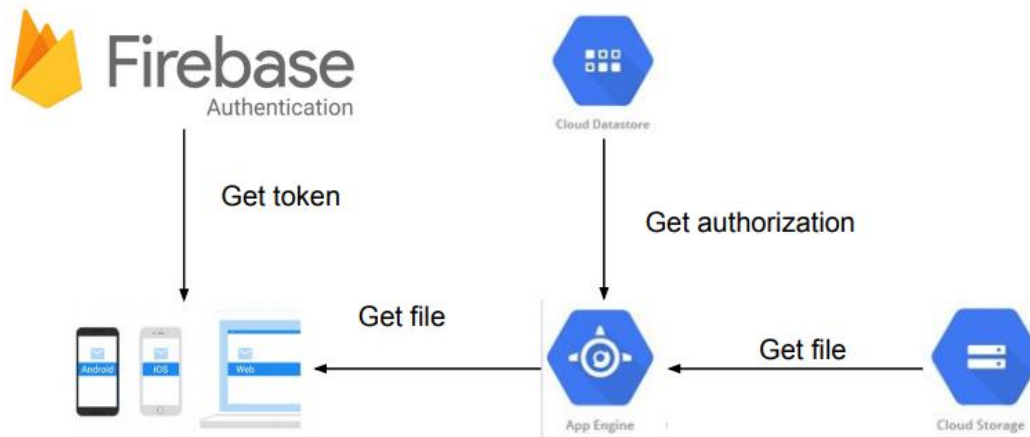 Firebase
Authentication
Cloud Datastore
Get token
Get authorization
Get file
Get file
Android
iOS
Web
App Engine
Cloud Storage